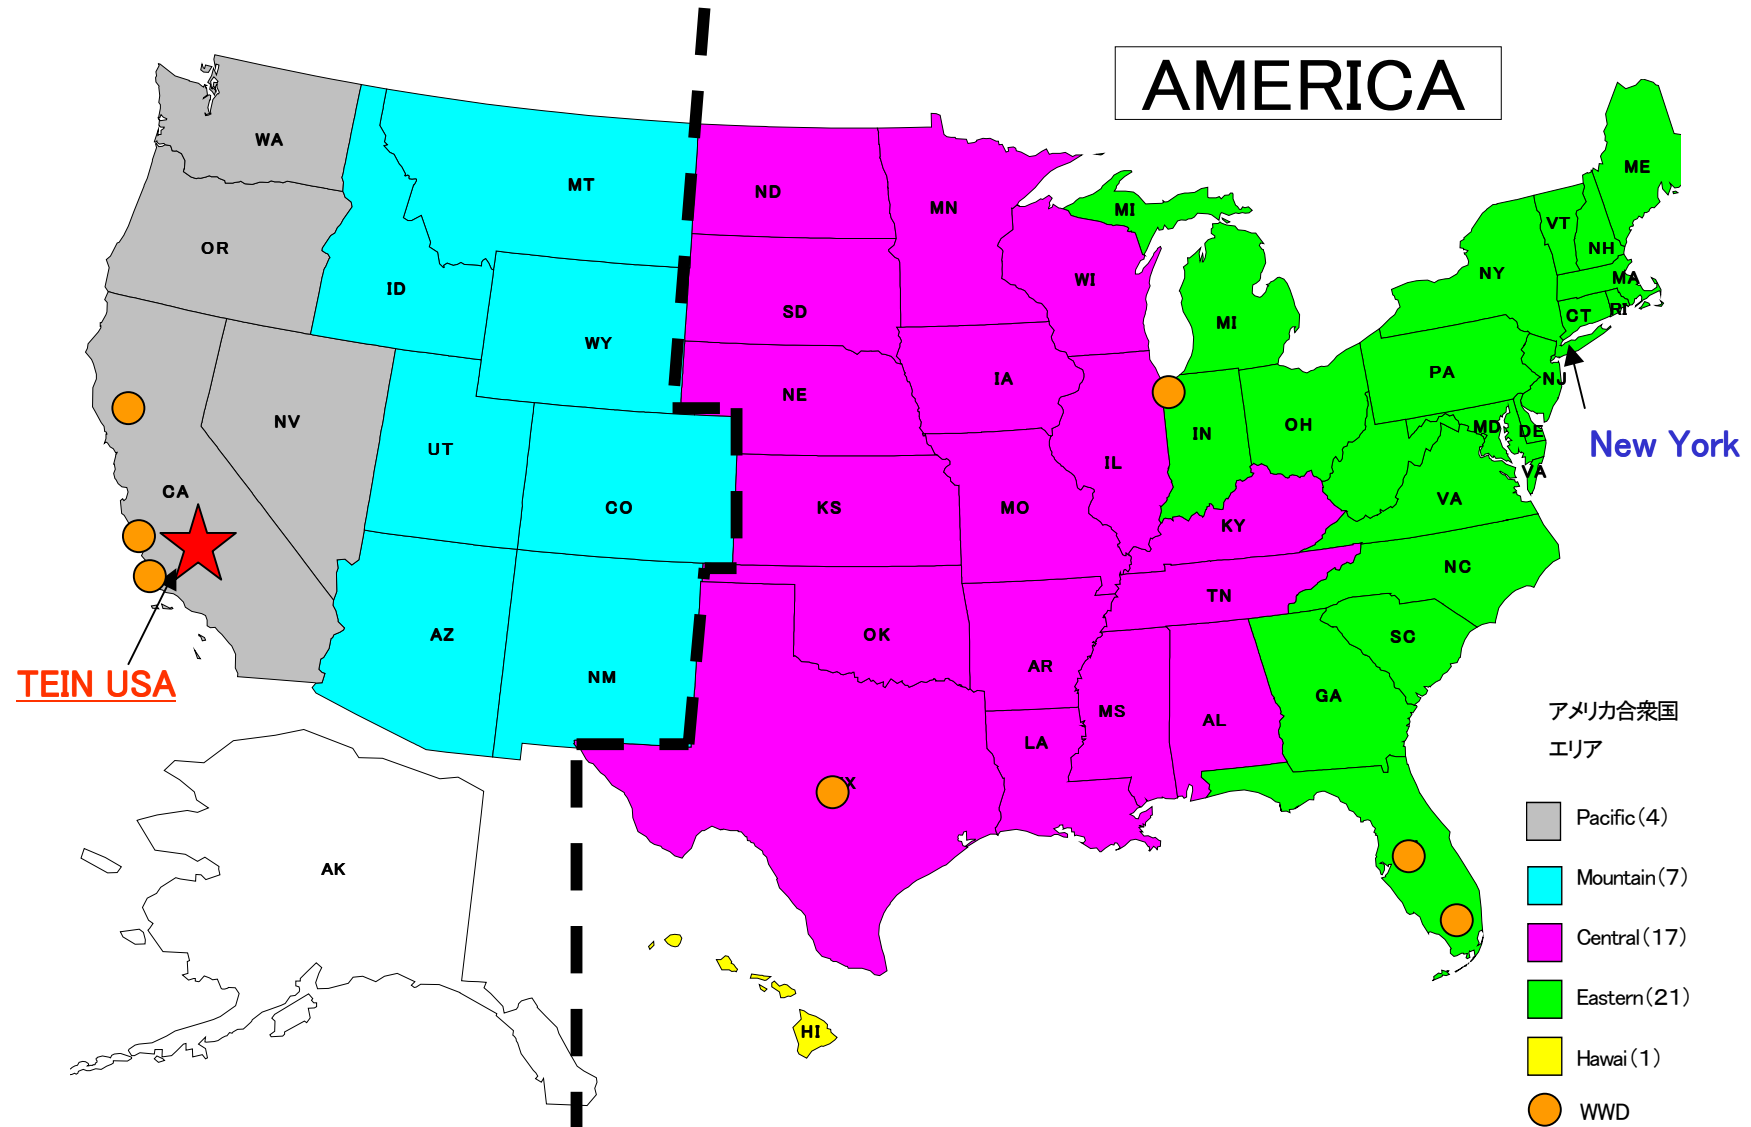 AMERICA
WA
MT
ND
MN
MI
ME
VT
NH
OR
ID
WI
NY
MA
SD
RI
CT
MI
WY
IA
PA
NJ
NE
NV
UT
IN
OH
MD
DE
New York
CA
IL
VA
CO
KS
MO
VA
KY
NC
TN
AZ
OK
SC
TEIN USA
NM
AR
GA
MS
AL
LA
X
アメリカ合衆国
エリア
Pacific(4)
AK
Mountain(7)
Central(17)
Eastern(21)
HI
Hawai(1)
WWD